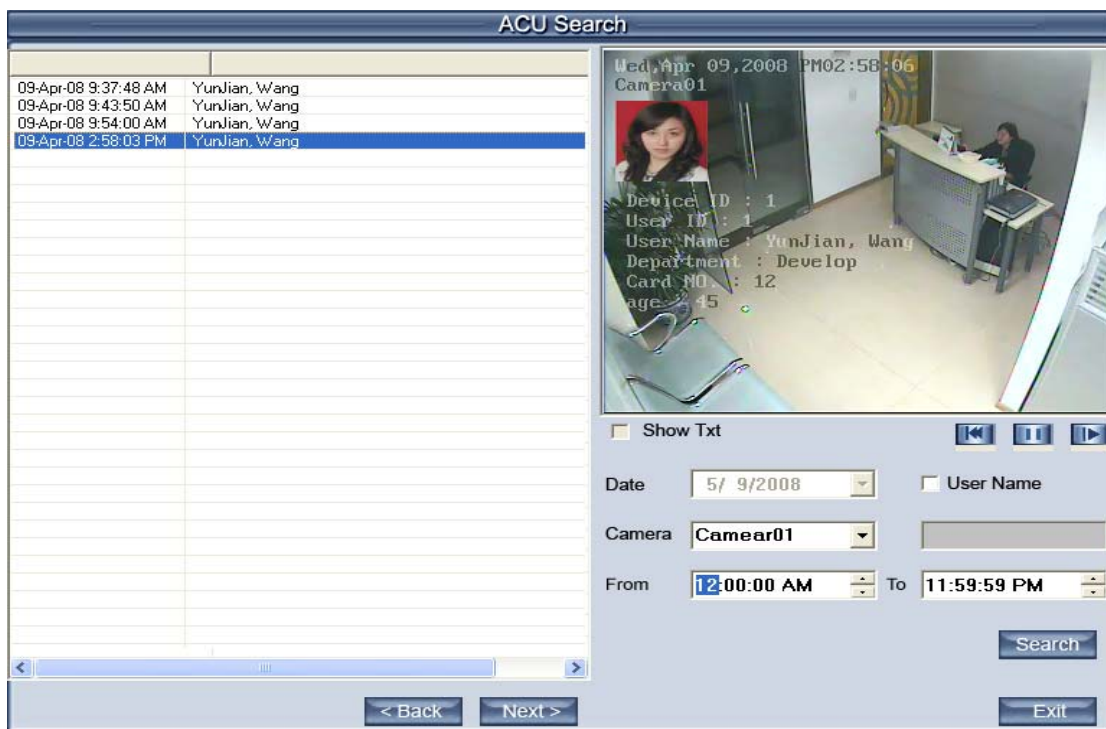 ACU Search
09-Apr-08 9:37:48 AM YunJian, Wang
09-Apr-08 9:43:50 AM YunJian, Wang
09-Apr-08 9:54:00 AM YunJian, Wang
09-Apr-08 2:58:03 PM YunJian, Wang
< Back Next >
Wed,Apr 09,2008 PM02:58:06
Camera01
Device ID : 1
User ID : 1
User Name : YunJian, Wang
Department : Develop
Card NO. : 12
age : 45
Show Txt
Date 5/ 9/2008 User Name
Camera Camear01
From 12:00:00 AM To 11:59:59 PM
Search
Exit